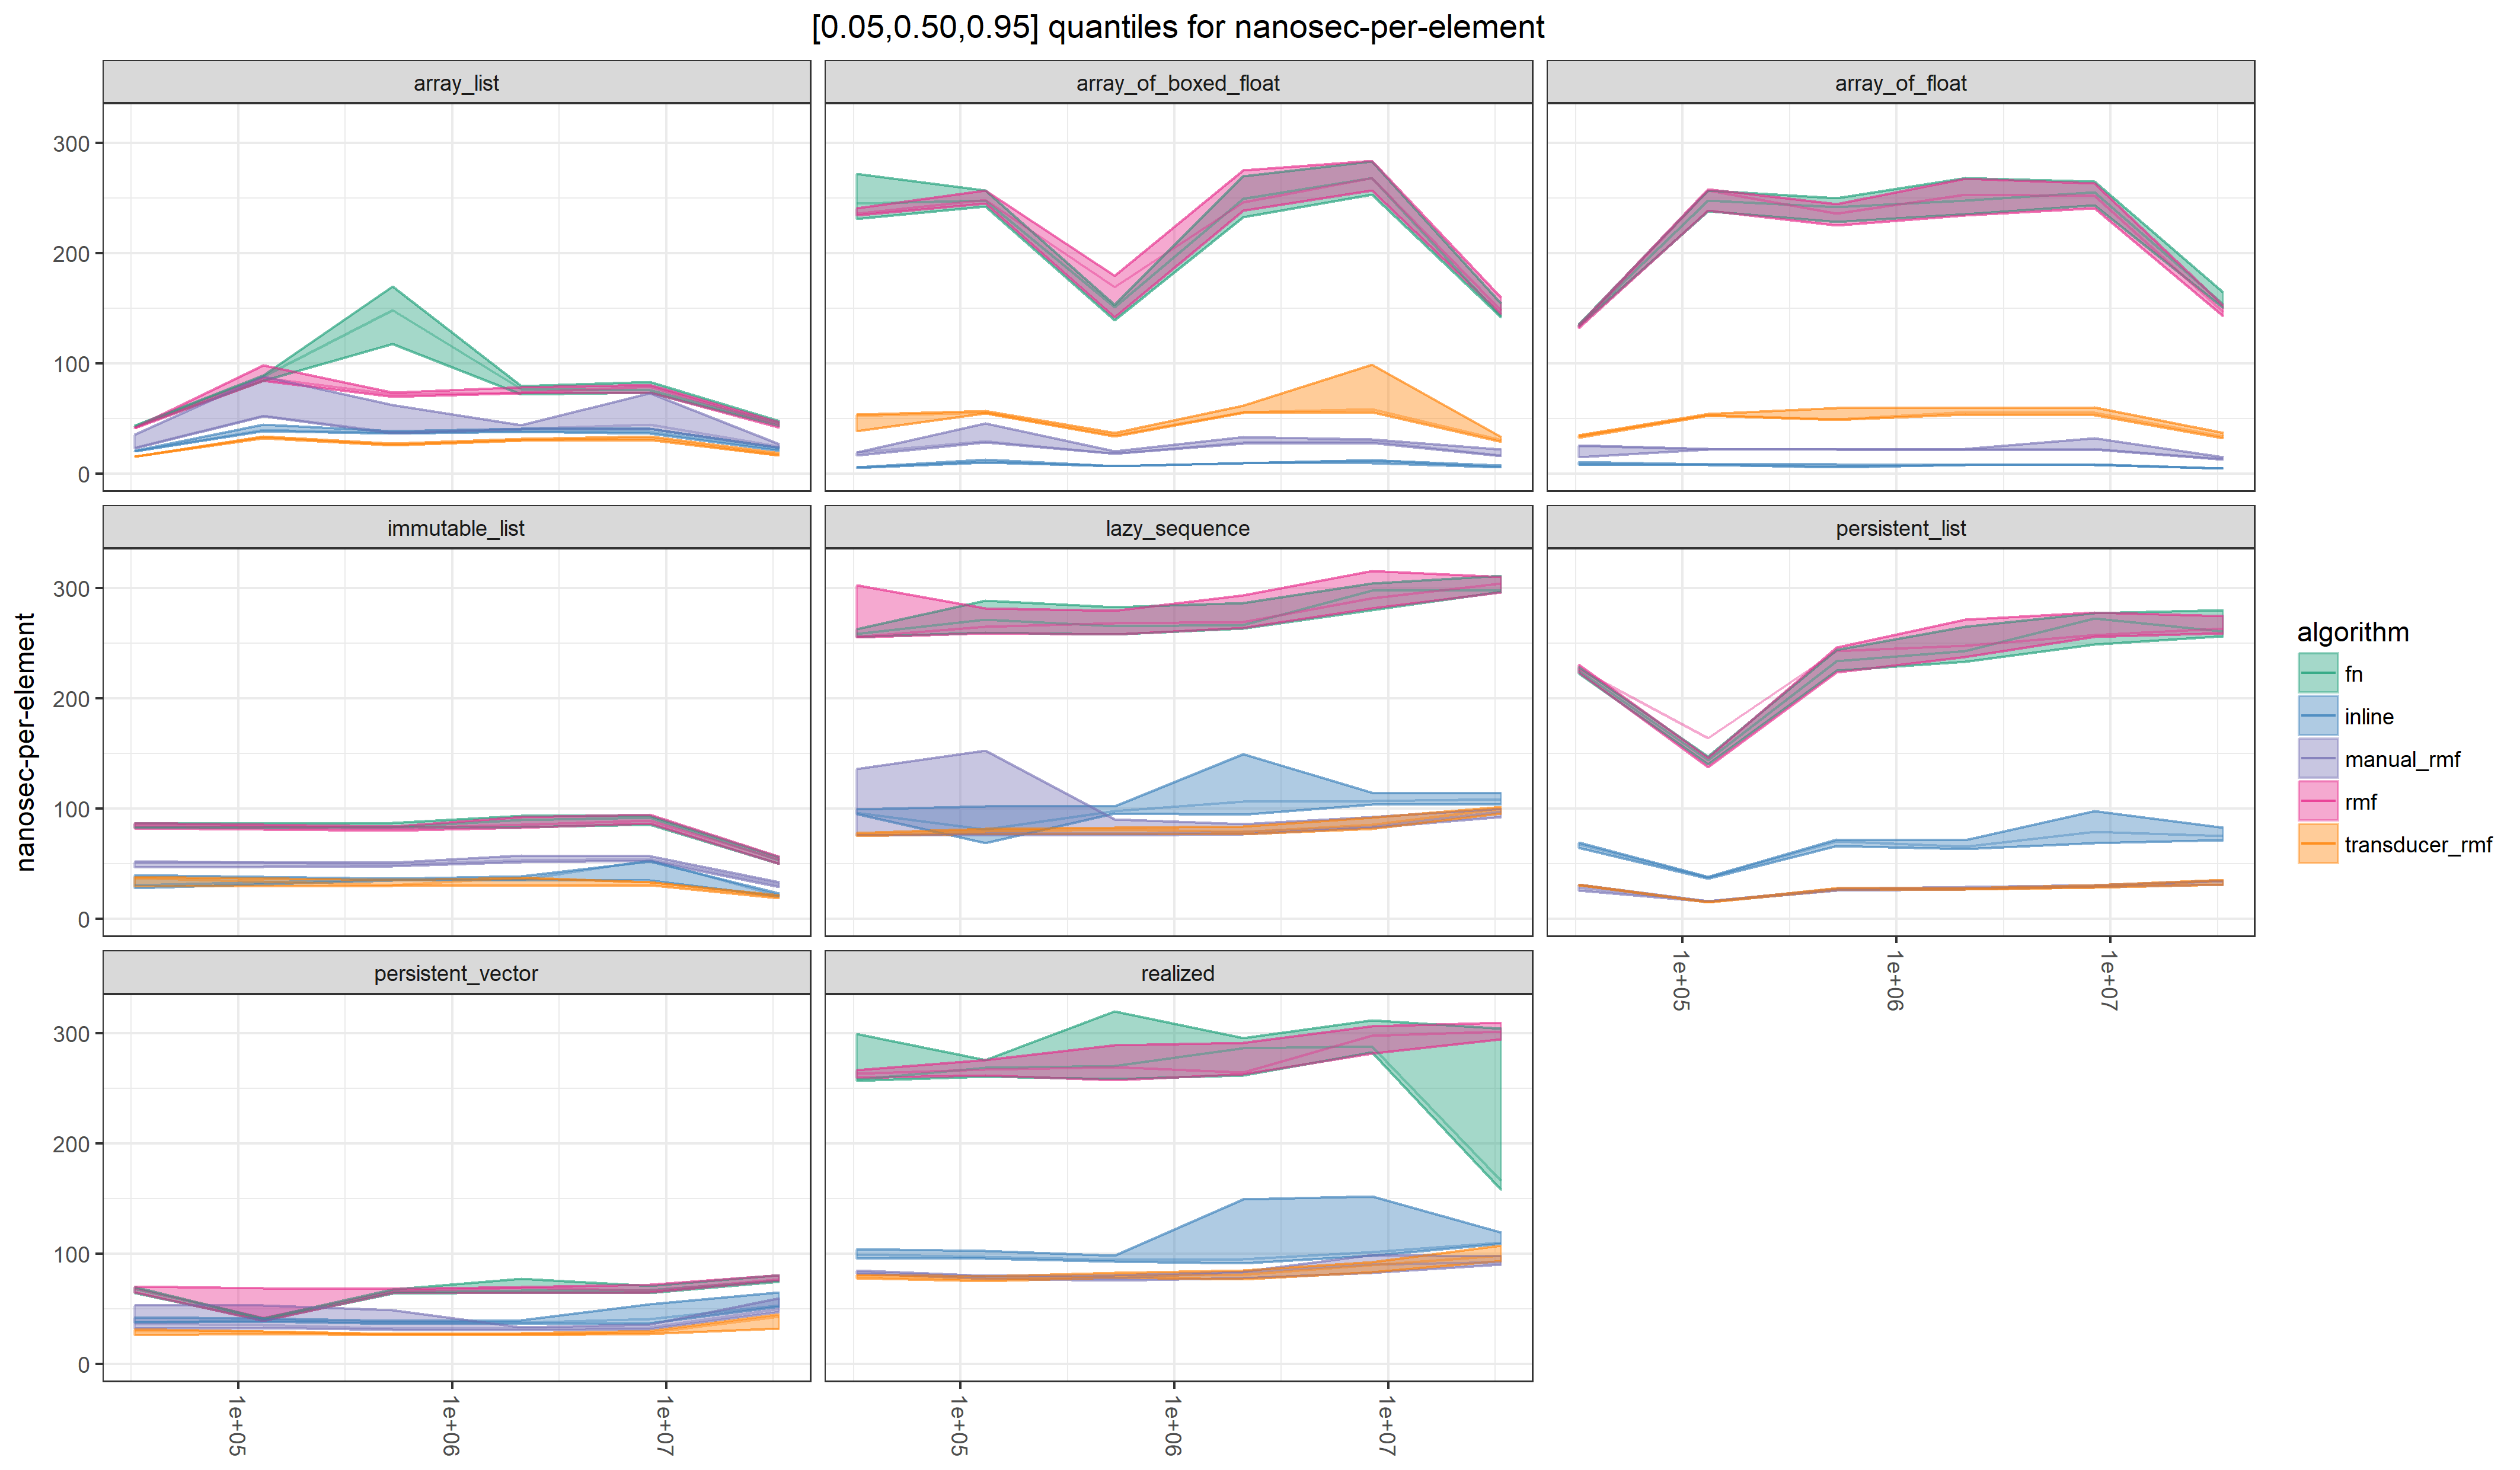 [0.05,0.50,0.95] quantiles for nanosec-per-element
array_list
array_of_boxed_float
array_of_float
300
200
100
0
immutable_list
lazy_sequence
persistent_list
300
200
100
0
nanosec-per-element
1e+05
1e+06
1e+07
persistent_vector
realized
300
200
100
0
1e+05
1e+06
1e+07
1e+05
1e+06
1e+07
algorithm
fn
inline
manual_rmf
rmf
transducer_rmf